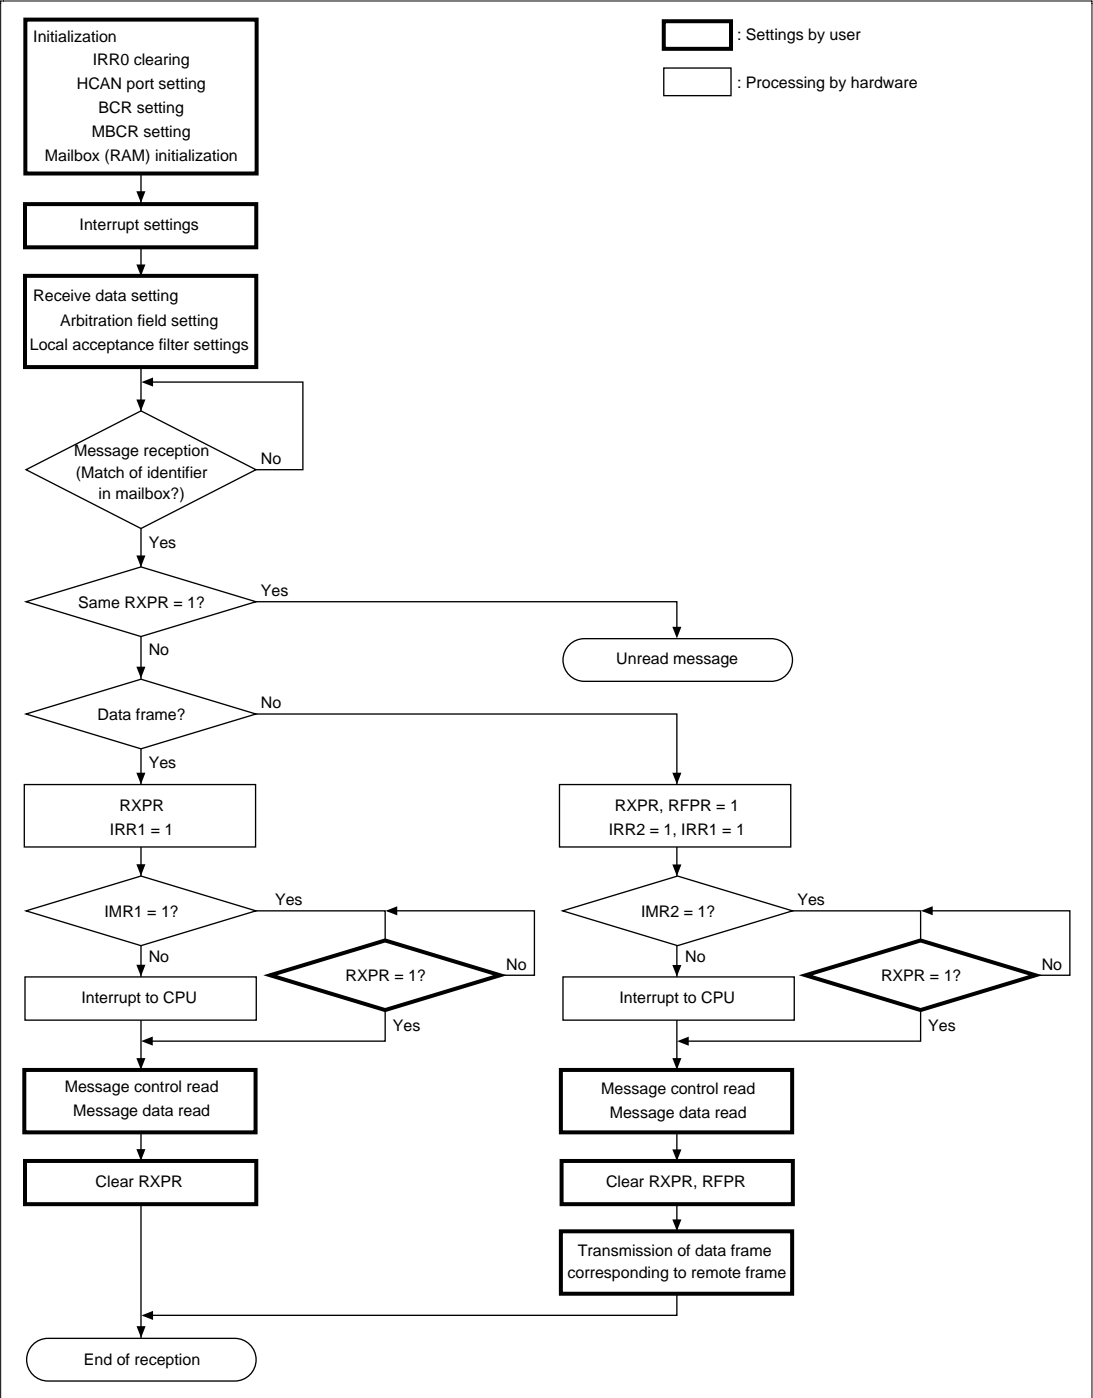 Initialization
IRR0 clearing
HCAN port setting
BCR setting
MBCR setting
Mailbox (RAM) initialization
: Settings by user
: Processing by hardware
Interrupt settings
Receive data setting
Arbitration field setting
Local acceptance filter settings
Message reception
(Match of identifier
in mailbox?)
No
Yes
Same RXPR = 1?
Yes
No
Unread message
Data frame?
No
Yes
RXPR
IRR1 = 1
RXPR, RFPR = 1
IRR2 = 1, IRR1 = 1
IMR1 = 1?
Yes
No
RXPR = 1?
No
Yes
IMR2 = 1?
Yes
No
RXPR = 1?
No
Yes
Interrupt to CPU
Interrupt to CPU
Message control read
Message data read
Message control read
Message data read
Clear RXPR
Clear RXPR, RFPR
Transmission of data frame
corresponding to remote frame
End of reception